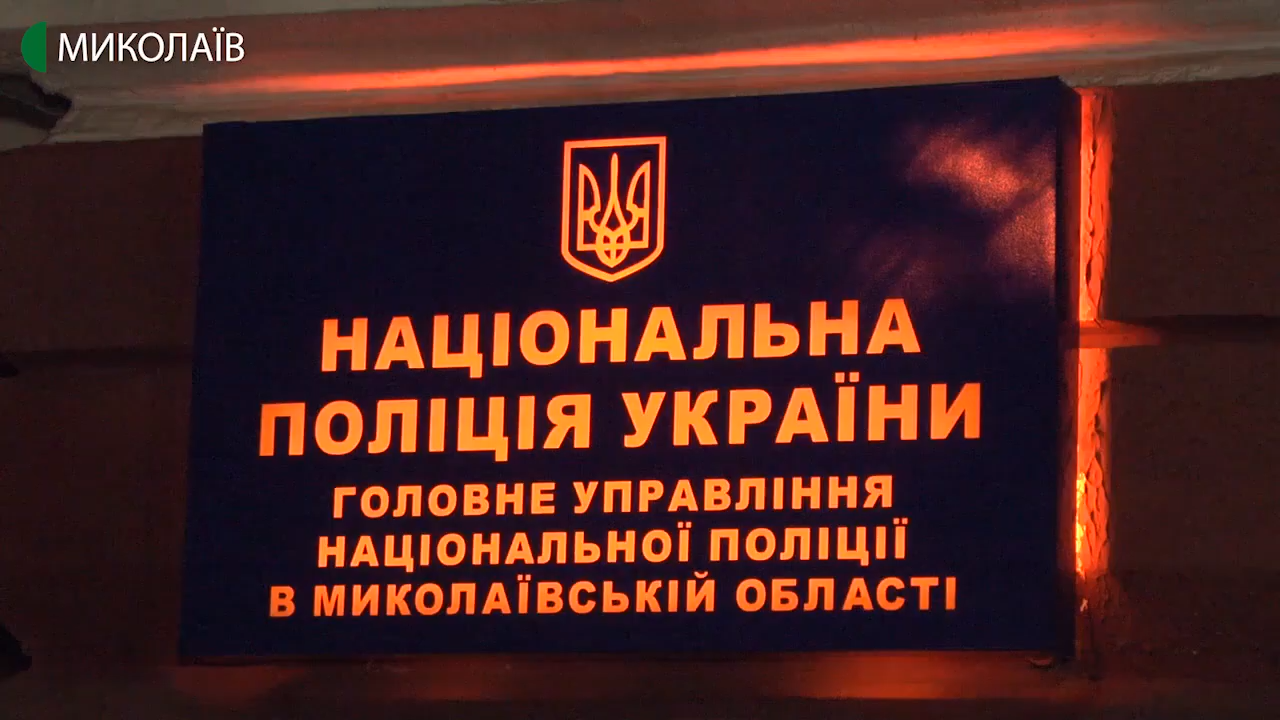 МИКОЛАЇВ
НАЦІОНАЛЬНА
ПОЛІЦІЯ УКРАЇНИ
ГОЛОВНЕ УПРАВЛІННЯ
НАЦІОНАЛЬНОЇ ПОЛІЦІЇ
В МИКОЛАЇВСЬКІЙ ОБЛАСТІ